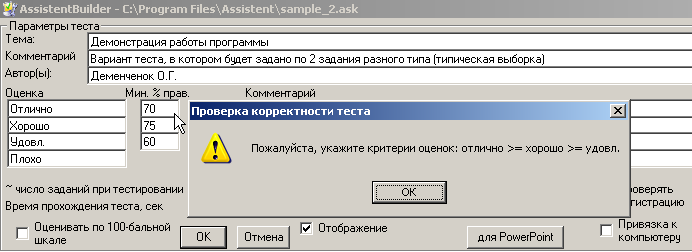 AssistentBuilder - C:\Program Files\Assistent\sample_2.ask
Параметры теста
Тема: Демонстрация работы программы
Комментарий Вариант теста, в котором будет задано по 2 задания разного типа (типическая выборка)
Автор(ы): Деменченок О.Г.
Оценка Мин. % прав. Комментарий
Отлично 70
Хорошо 75
Удовл. 60
Плохо
Проверка корректности теста
Пожалуйста, укажите критерии оценок: отлично >= хорошо >= удовл.
OK
~ число заданий при тестировании
Время прохождения теста, сек
Оценивать по 100-бальной
шкале
OK
Отмена
Отображение
для PowerPoint
Привязка к
компьютеру